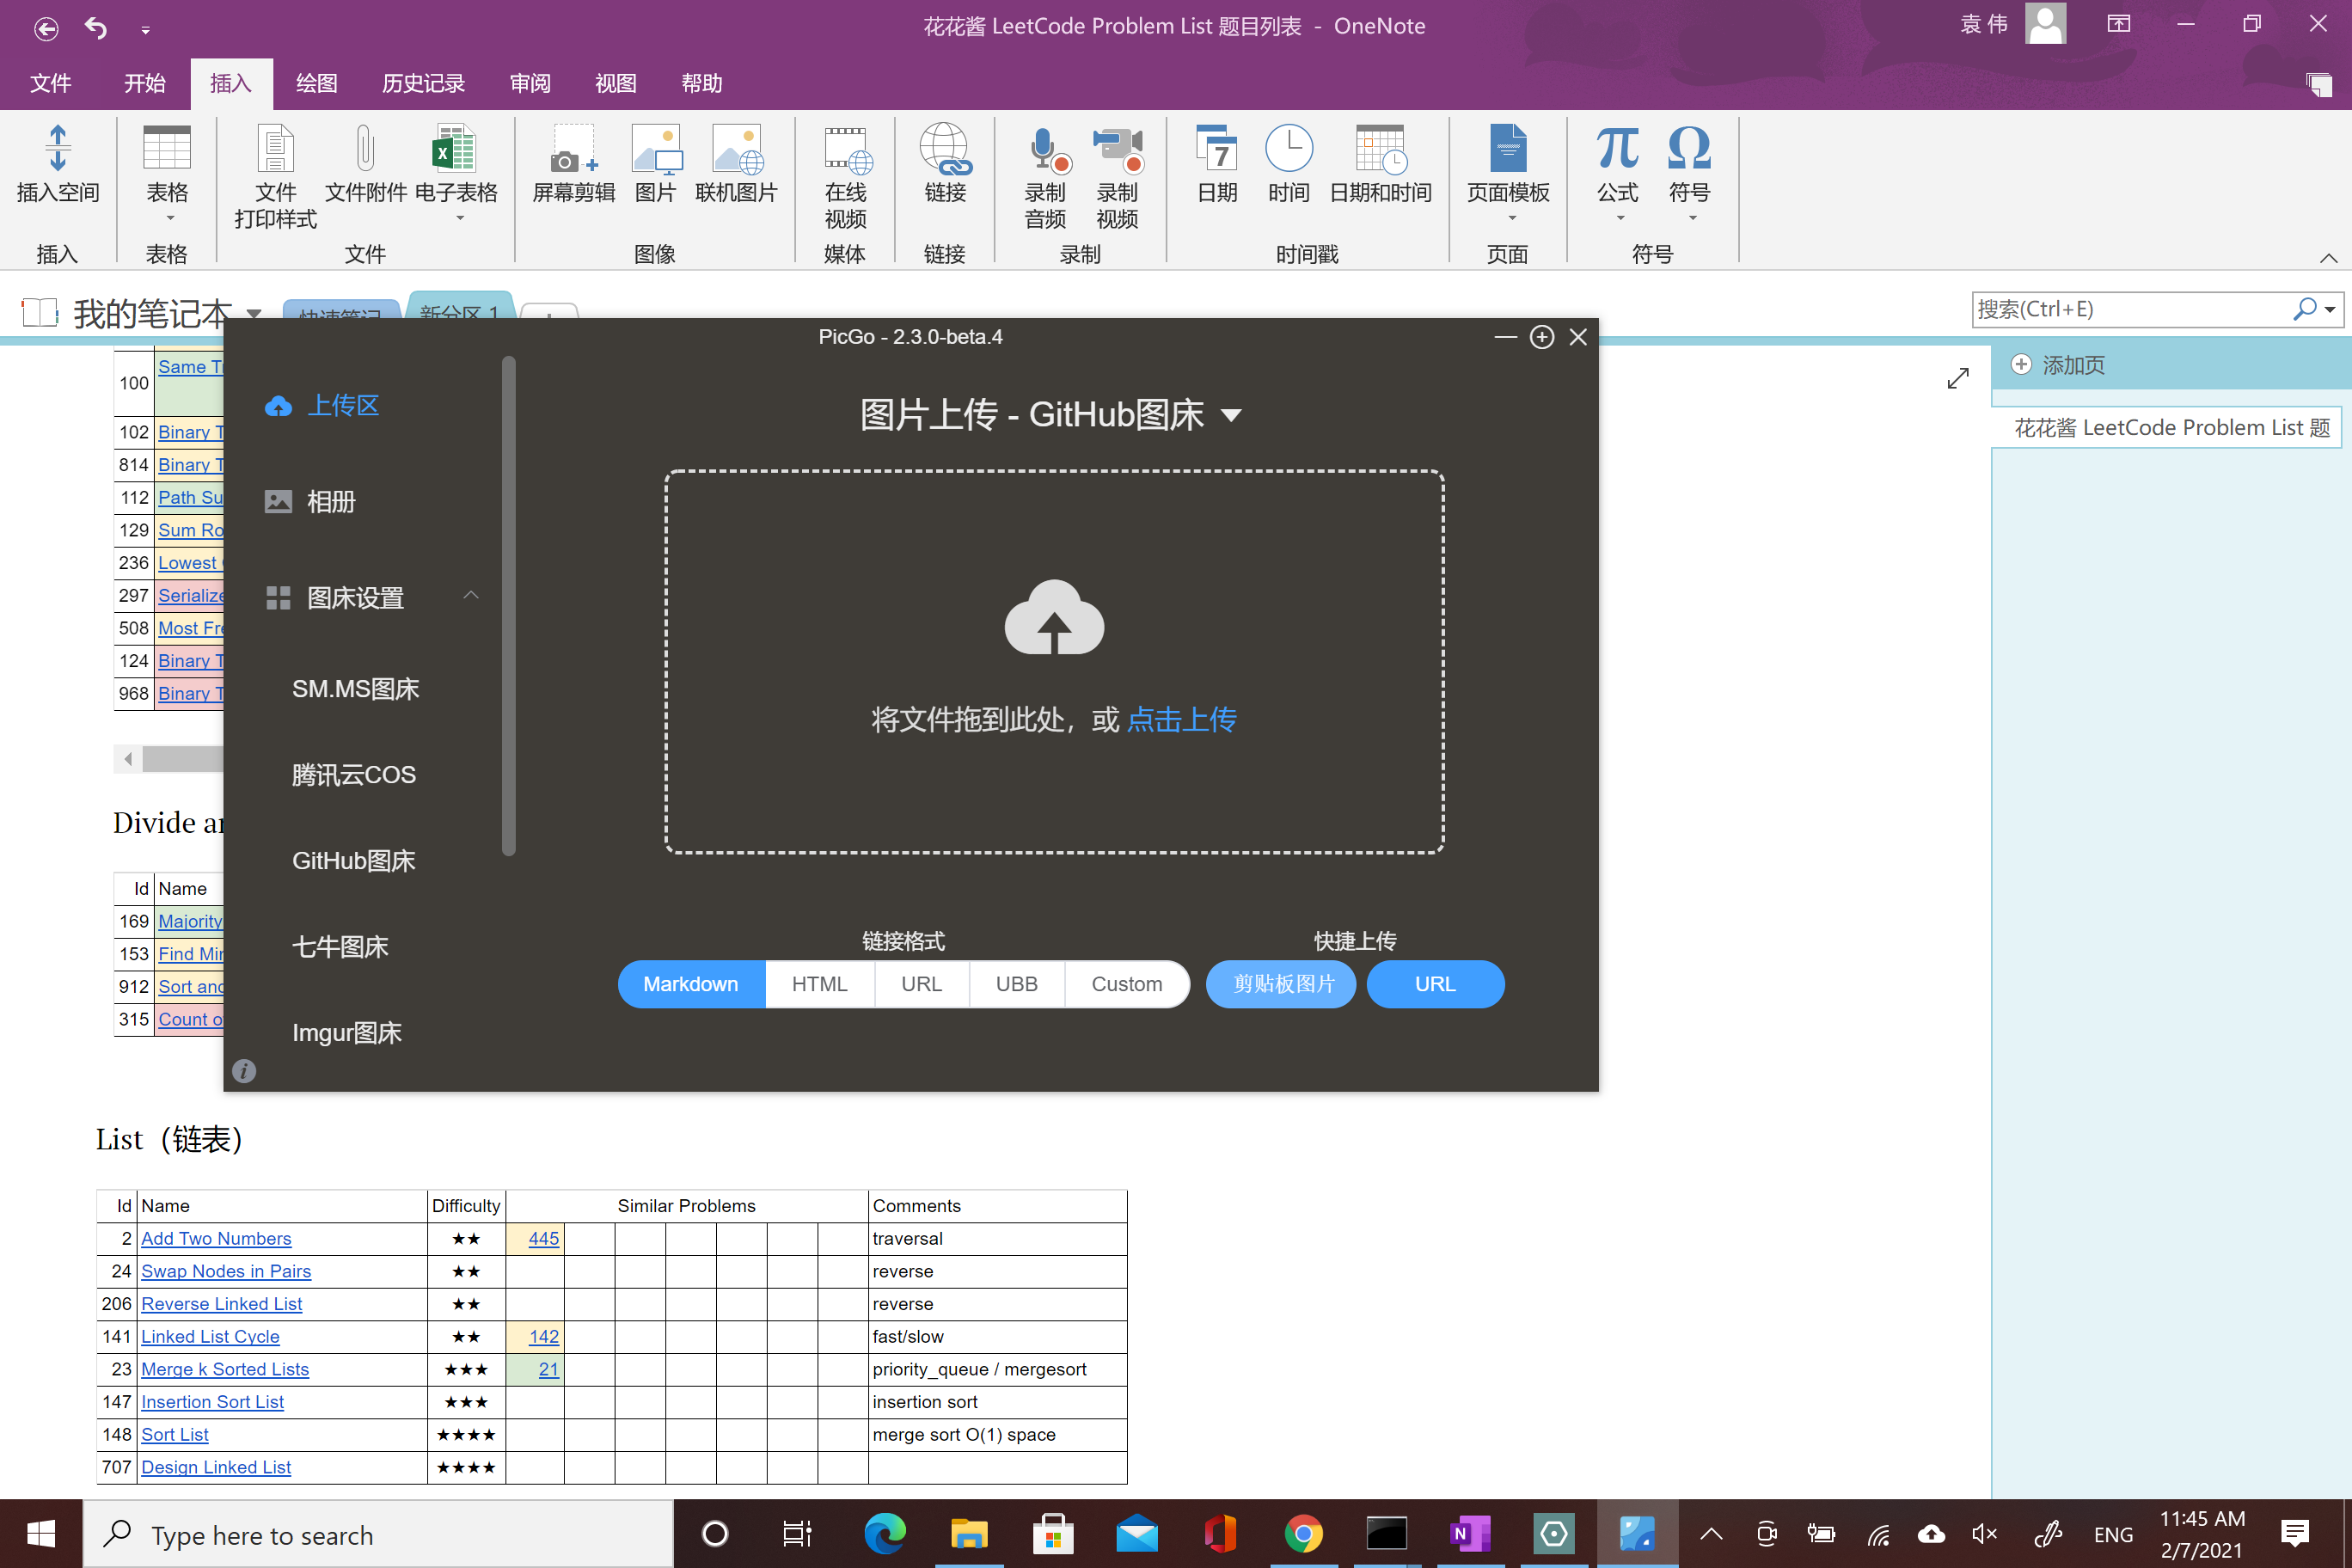 花花酱 LeetCode Problem List 题目列表 - OneNote
袁 伟
文件 开始 插入 绘图 历史记录 审阅 视图 帮助
插入空间 表格 文件 文件附件 电子表格 屏幕剪辑 图片 联机图片 在线 链接 录制 录制 日期 时间 日期和时间 页面模板 公式 符号
打印样式 视频 音频 视频
插入 表格 文件 图像 媒体 链接 录制 时间戳 页面 符号
我的笔记本 快速笔记 新分区 1
搜索(Ctrl+E)
添加页
花花酱 LeetCode Problem List 题
100 Same T
102 Binary T
814 Binary T
112 Path Su
129 Sum Ro
236 Lowest
297 Serialize
508 Most Fre
124 Binary T
968 Binary T
Divide a
Id Name
169 Majority
153 Find Min
912 Sort and
315 Count o
PicGo - 2.3.0-beta.4
上传区
相册
图床设置
SM.MS图床
腾讯云COS
GitHub图床
七牛图床
Imgur图床
图片上传 - GitHub图床
将文件拖到此处，或 点击上传
链接格式 快捷上传
Markdown HTML URL UBB Custom 剪贴板图片 URL
List（链表）
Id Name Difficulty Similar Problems Comments
2 Add Two Numbers ★★ 445 traversal
24 Swap Nodes in Pairs ★★ reverse
206 Reverse Linked List ★★ reverse
141 Linked List Cycle ★★ 142 fast/slow
23 Merge k Sorted Lists ★★★ 21 priority_queue / mergesort
147 Insertion Sort List ★★★ insertion sort
148 Sort List ★★★★ merge sort O(1) space
707 Design Linked List ★★★★
Type here to search
ENG
11:45 AM
2/7/2021